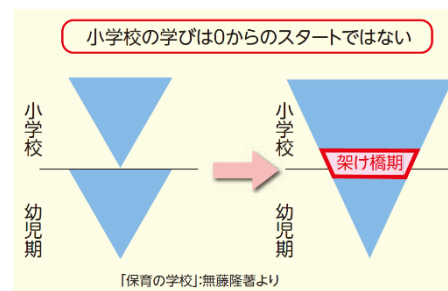 小学校の学びは0からのスタートではない
小学校
幼児期
小学校
架け橋期
幼児期
「保育の学校」:無藤隆著より